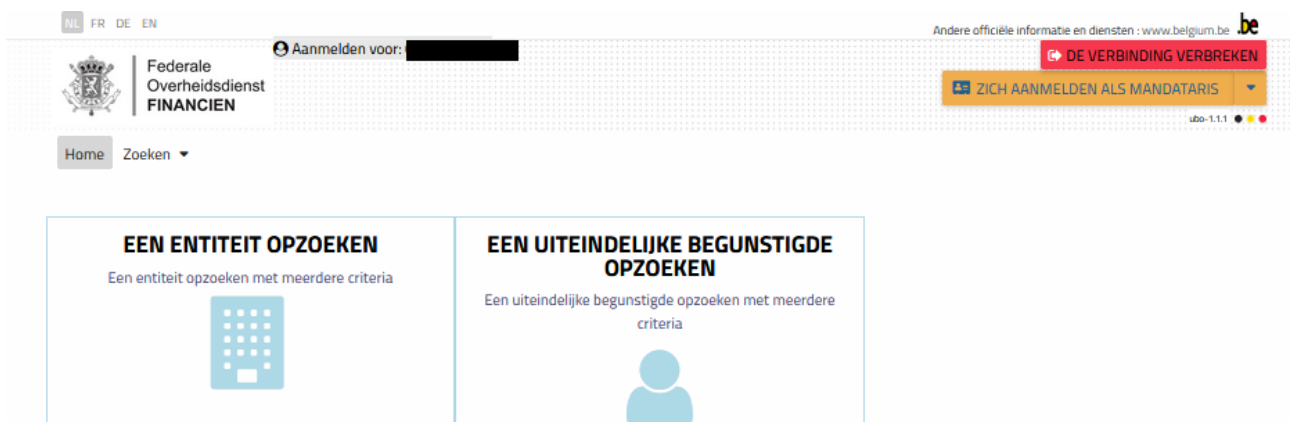 NL FR DE EN
Andere officiële informatie en diensten : www.belgium.be .be
Aanmelden voor:
DE VERBINDING VERBREKEN
Federale
Overheidsdienst
FINANCIEN
ZICH AANMELDEN ALS MANDATARIS
ubo-1.1.1
Home Zoeken
EEN ENTITEIT OPZOEKEN
Een entiteit opzoeken met meerdere criteria
EEN UITEINDELIJKE BEGUNSTIGDE
OPZOEKEN
Een uiteindelijke begunstigde opzoeken met meerdere
criteria